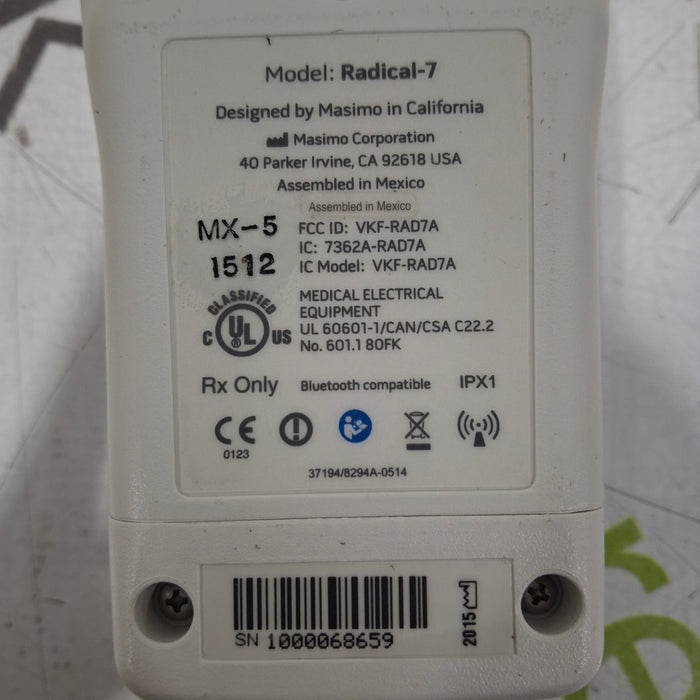 Model: Radical-7
Designed by Masimo in California
Masimo Corporation
40 Parker Irvine, CA 92618 USA
Assembled in Mexico
Assembled in Mexico
MX-5
1512
FCC ID: VKF-RAD7A
IC: 7362A-RAD7A
IC Model: VKF-RAD7A
CLASSIFIED
C UL US
MEDICAL ELECTRICAL
EQUIPMENT
UL 60601-1/CAN/CSA C22.2
No. 601.1 80FK
Rx Only
Bluetooth compatible
IPX1
CE
0123
37194/8294A-0514
SN 1000068659
2015